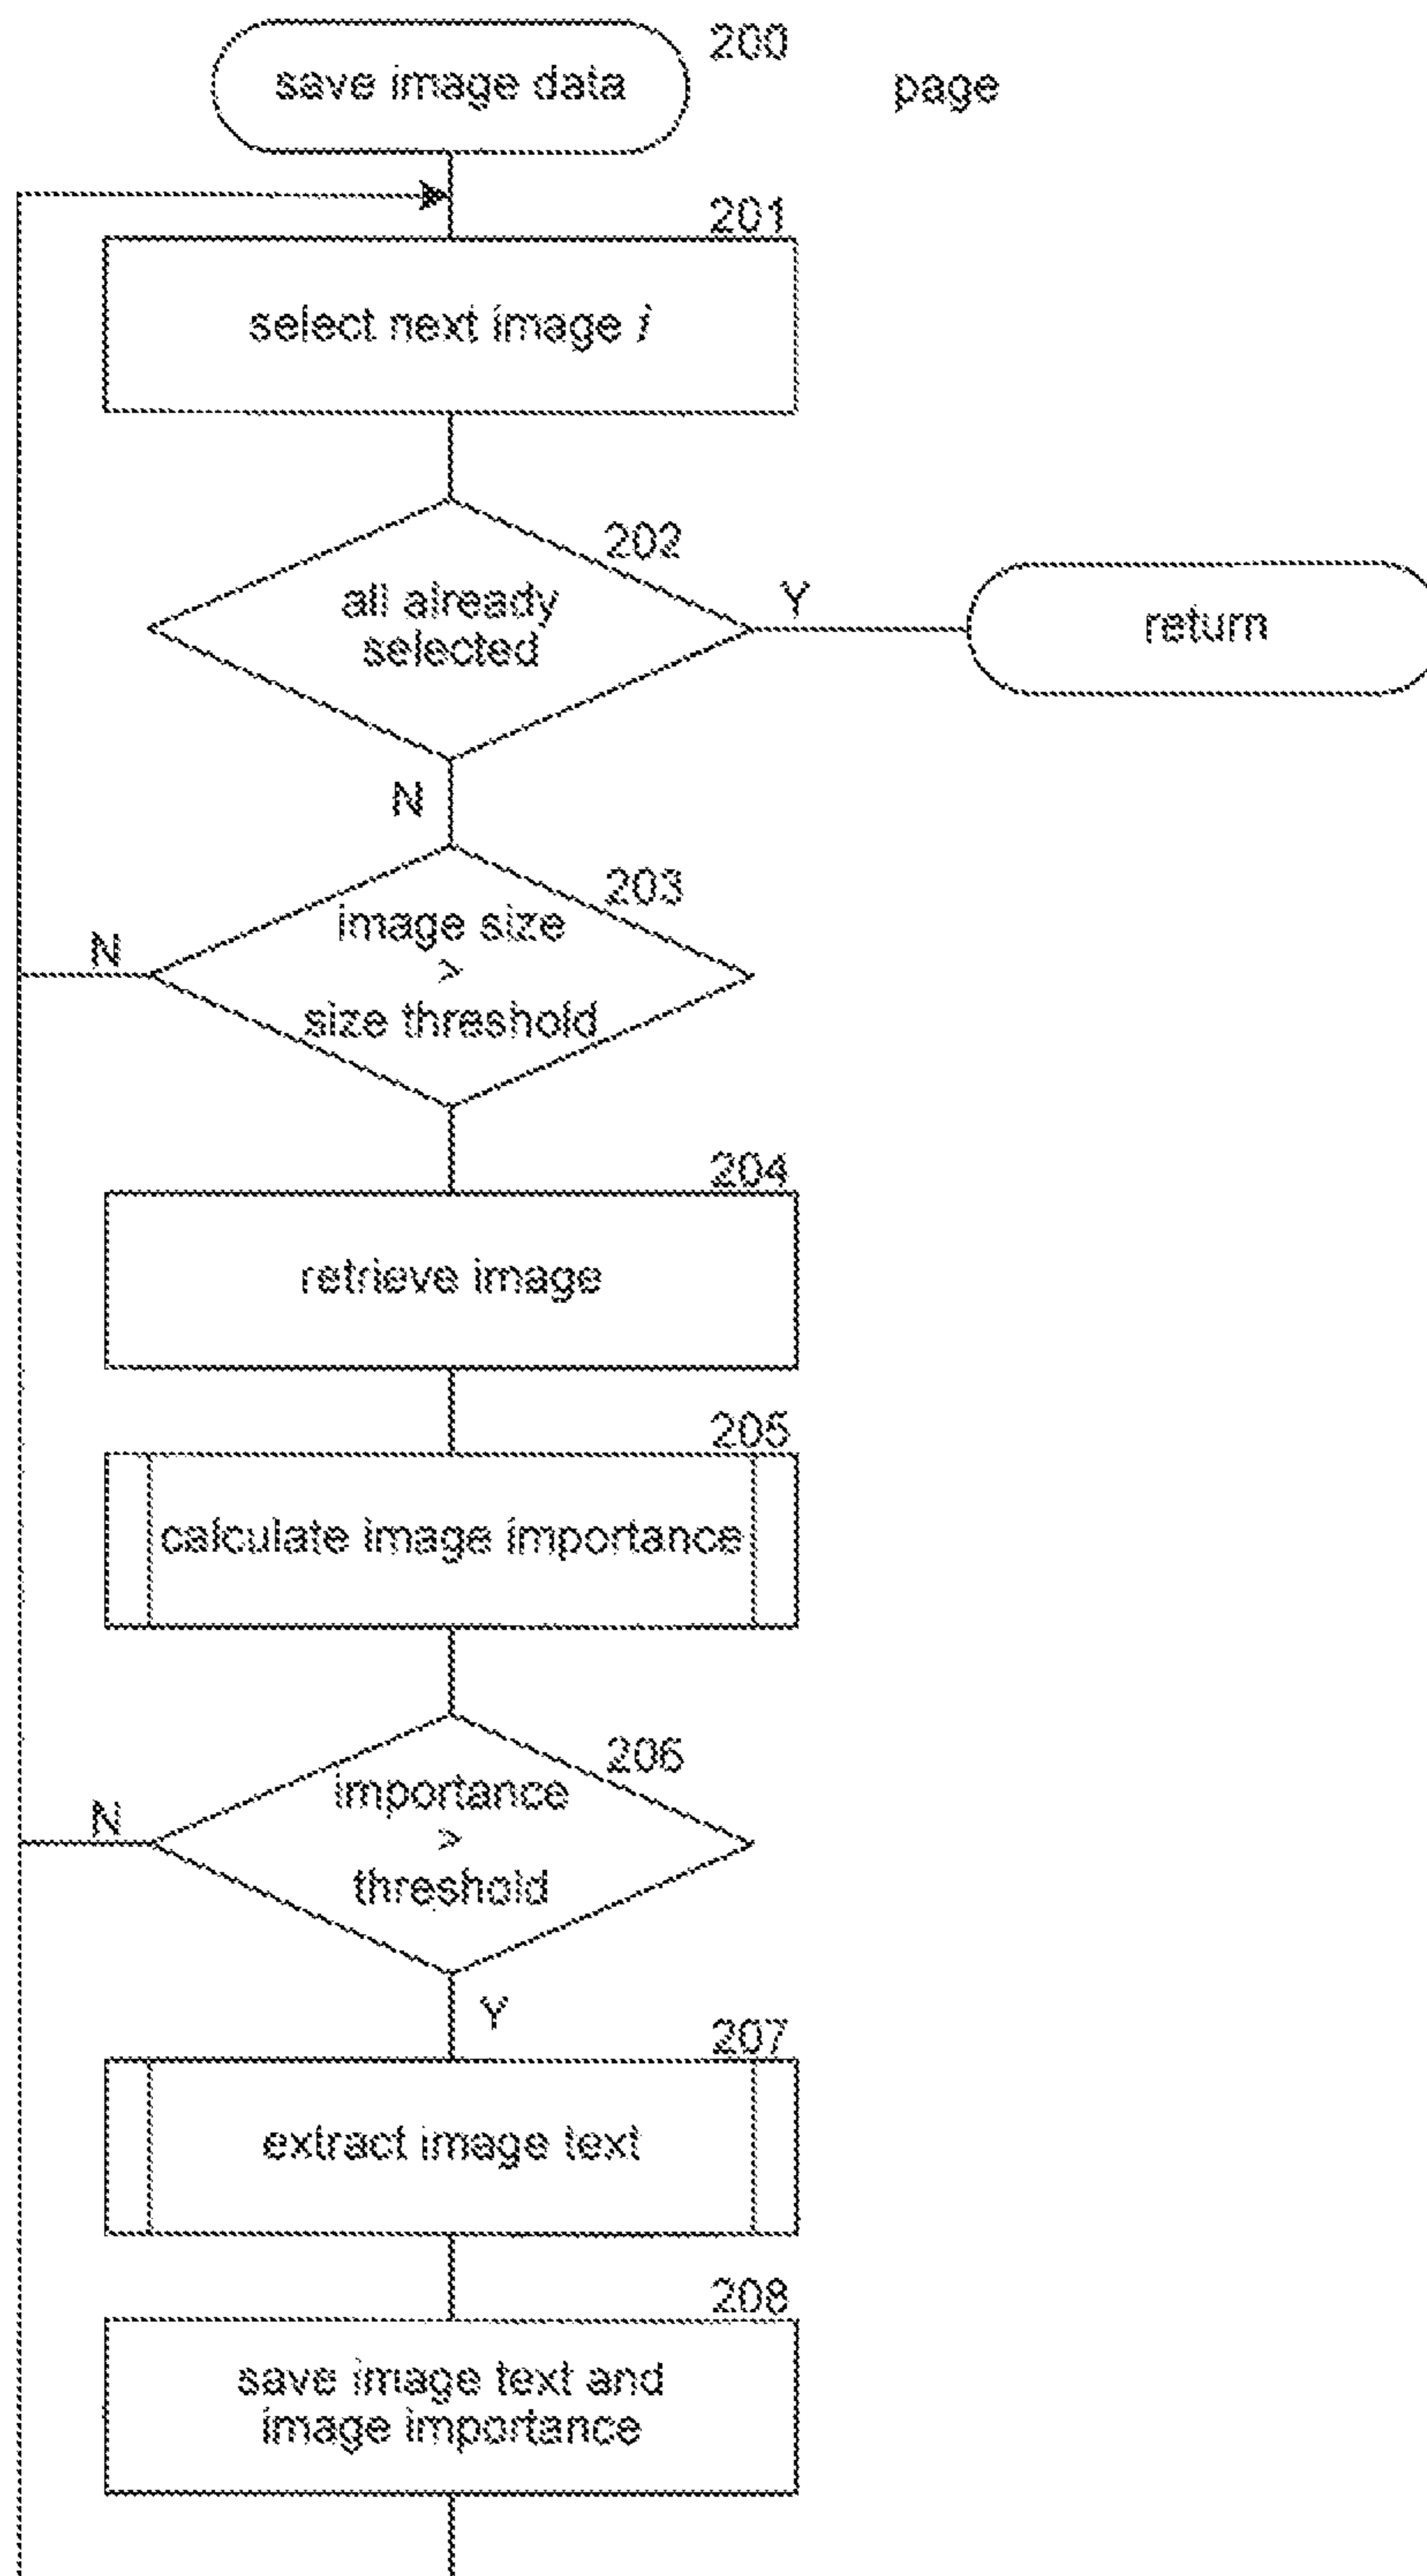 200
save image data
page
201
select next image i
202
all already
selected
Y
return
N
203
image size
>
size threshold
N
204
retrieve image
205
calculate image importance
206
importance
>
threshold
N
Y
207
extract image text
208
save image text and
image importance